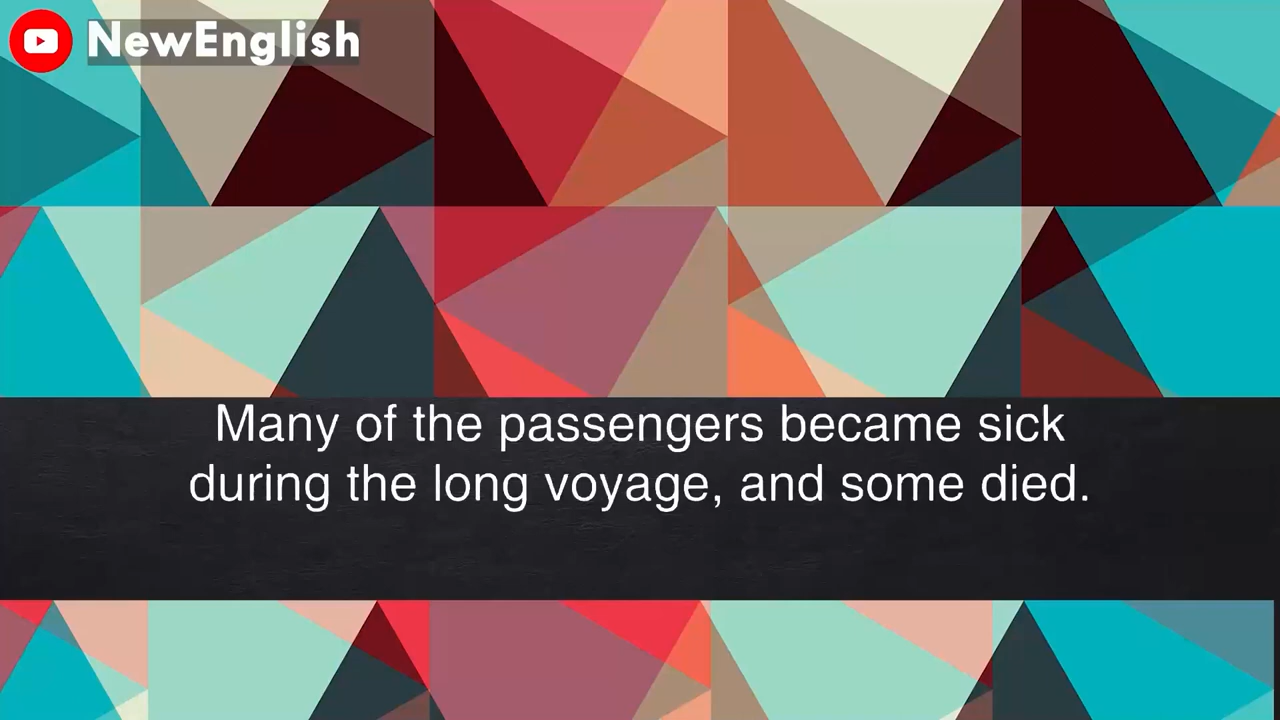 NewEnglish
Many of the passengers became sick
during the long voyage, and some died.